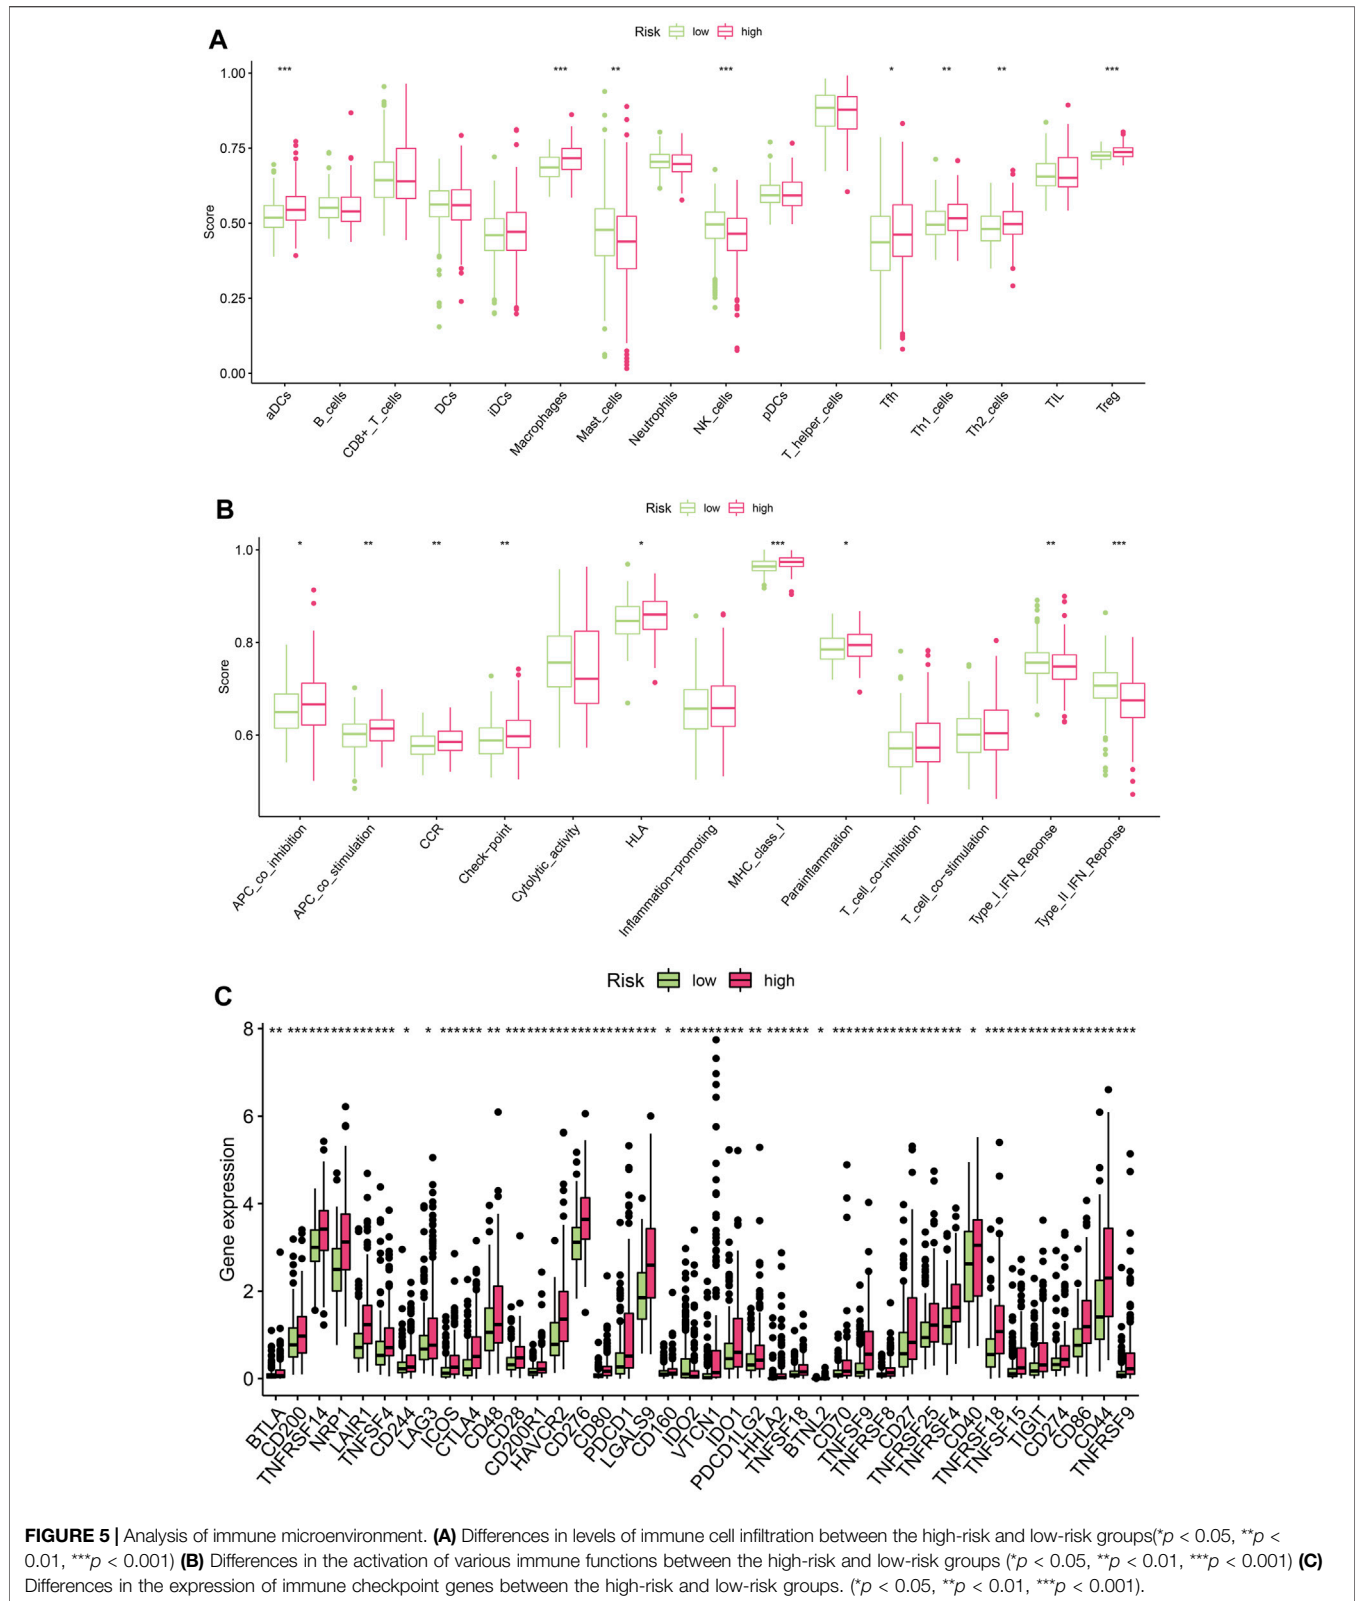 A
Risk low high
*** *** ** *** * ** ** ***
1.00
0.75
0.50
0.25
0.00
Score
aDCs
B_cells
CD8+_T_cells
DCs
iDCs
Macrophages
Mast_cells
Neutrophils
NK_cells
pDCs
T_helper_cells
Tfh
Th1_cells
Th2_cells
TIL
Treg
B
Risk low high
* ** ** ** * *** * ** ***
1.0
0.8
0.6
Score
APC_co_inhibition
APC_co_stimulation
CCR
Check-point
Cytolytic_activity
HLA
Inflammation-promoting
MHC_class_I
Parainflammation
T_cell_co-inhibition
T_cell_co-stimulation
Type_I_IFN_Reponse
Type_II_IFN_Reponse
C
Risk low high
** *** *** *** *** *** * * *** *** ** *** *** *** *** *** *** *** * *** *** *** ** *** *** * *** *** *** *** *** *** * *** *** *** *** *** *** ***
8
6
4
2
0
Gene expression
BTLA
CD200
TNFRSF14
NRP1
LAIR1
TNFSF4
CD244
LAG3
ICOS
CTLA4
CD48
CD28
CD200R1
HAVCR2
CD276
CD80
PDCD1
LGALS9
CD160
IDO2
VTCN1
IDO1
PDCD1LG2
HHLA2
TNFSF18
BTNL2
CD70
TNFSF9
TNFRSF8
CD27
TNFRSF25
TNFRSF4
CD40
TNFRSF18
TNFSF15
TIGIT
CD274
CD86
CD44
TNFRSF9
FIGURE 5 | Analysis of immune microenvironment. (A) Differences in levels of immune cell infiltration between the high-risk and low-risk groups(*p < 0.05, **p <
0.01, ***p < 0.001) (B) Differences in the activation of various immune functions between the high-risk and low-risk groups (*p < 0.05, **p < 0.01, ***p < 0.001) (C)
Differences in the expression of immune checkpoint genes between the high-risk and low-risk groups. (*p < 0.05, **p < 0.01, ***p < 0.001).